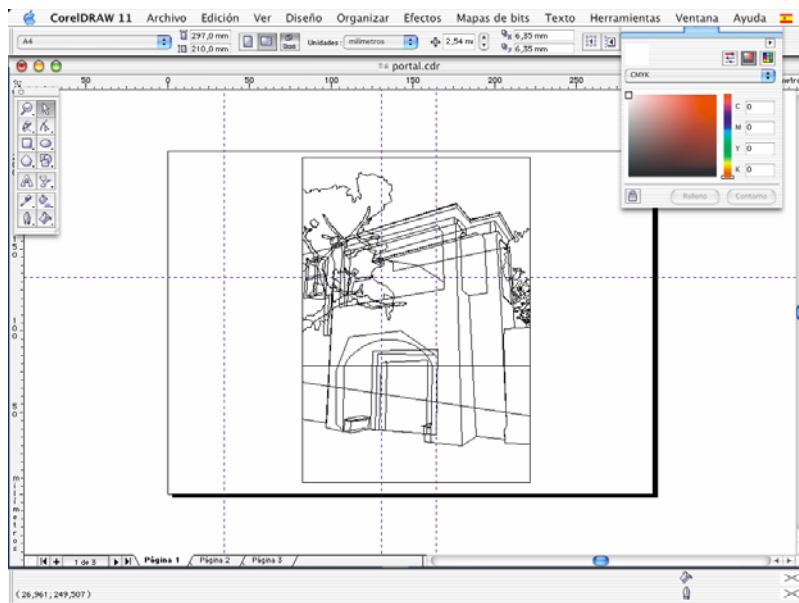 CorelDRAW 11 Archivo Edición Ver Diseño Organizar Efectos Mapas de bits Texto Herramientas Ventana Ayuda
A4 297,0 mm 210,0 mm Unidades: milímetros 2,54 6,35 mm 6,35 mm
portal.cdr
50 0 50 100 150 200 250
CMYK
C 0
M 0
Y 0
K 0
Relleno Contorno
100
50
milímetros
1 de 3 Página 1 Página 2 Página 3
(26,961; 249,507)